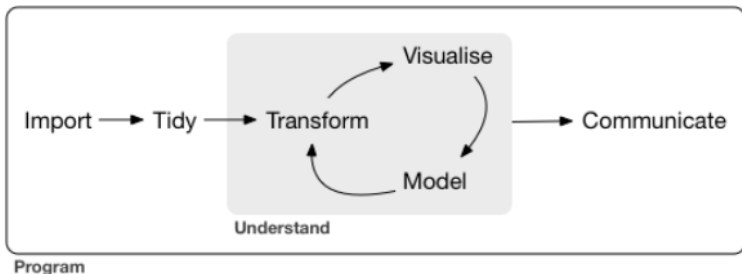 Visualise
Import Tidy Transform Communicate
Model
Understand
Program